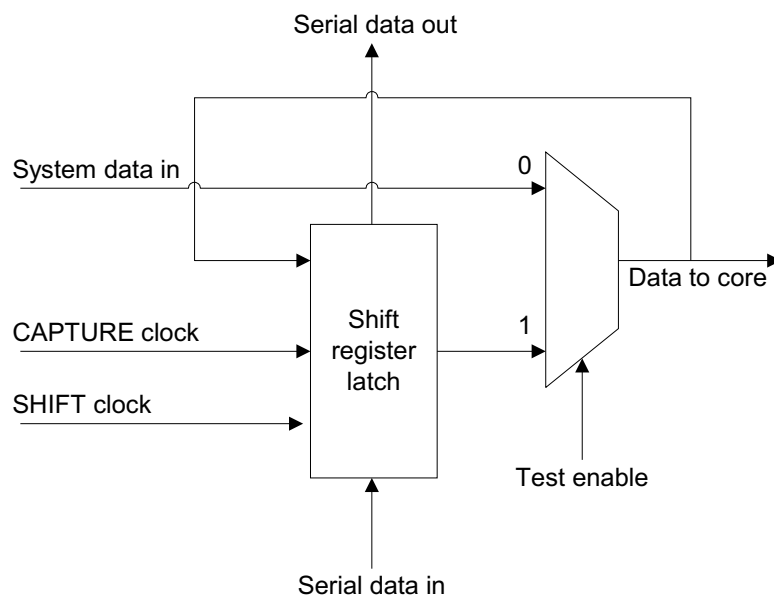 Serial data out
System data in
0
Data to core
CAPTURE clock
Shift
register
latch
1
SHIFT clock
Test enable
Serial data in